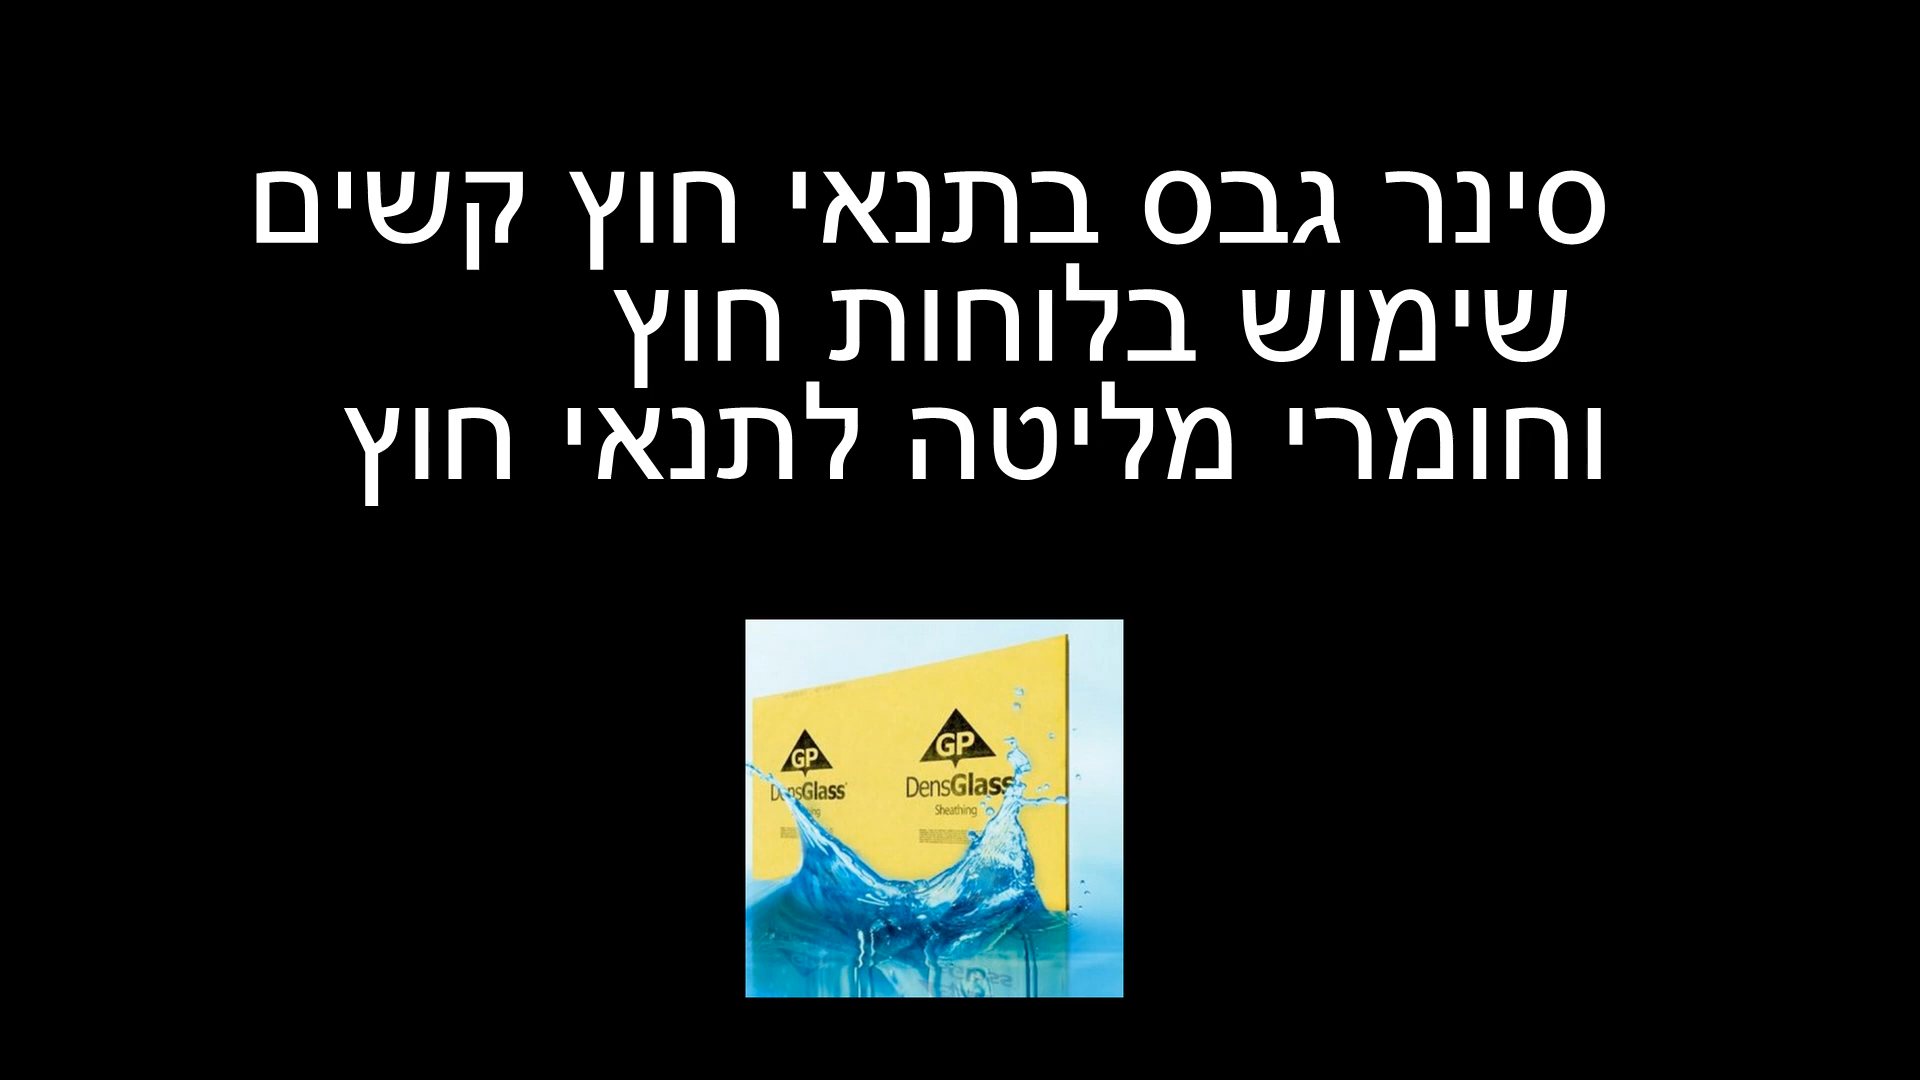 סינר גבס בתנאי חוץ קשים
שימוש בלוחות חוץ
וחומרי מליטה לתנאי חוץ
GP
DensGlass
GP
DensGlass
Sheathing